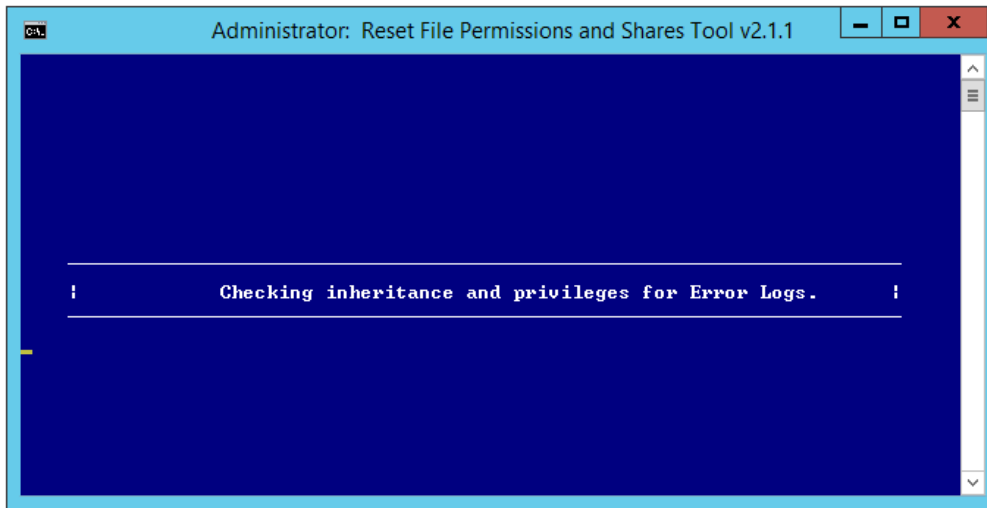 C:\.
Administrator: Reset File Permissions and Shares Tool v2.1.1
Checking inheritance and privileges for Error Logs.